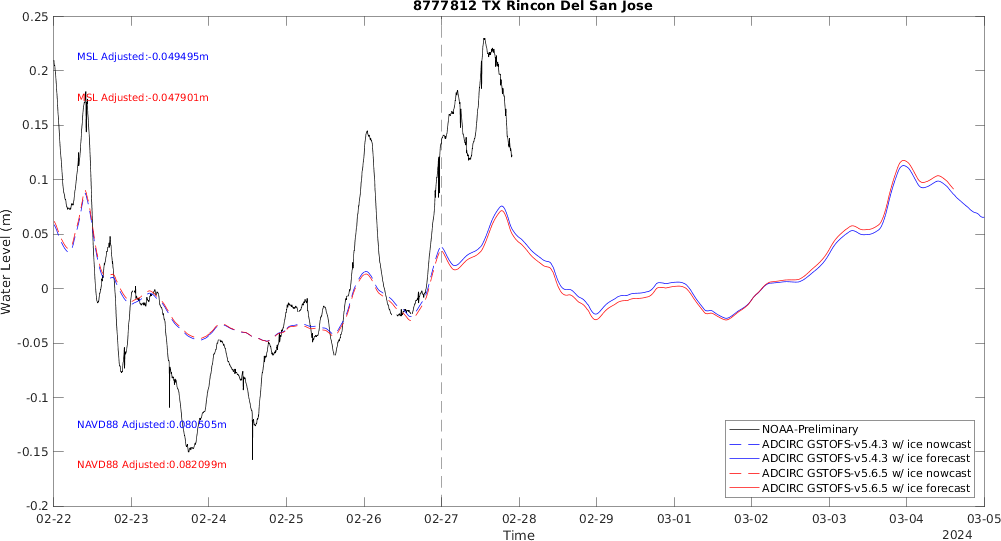 8777812 TX Rincon Del San Jose
Water Level (m)
0.25
0.2
0.15
0.1
0.05
0
-0.05
-0.1
-0.15
-0.2
MSL Adjusted:-0.049495m
MSL Adjusted:-0.047901m
NAVD88 Adjusted:0.080505m
NAVD88 Adjusted:0.082099m
NOAA-Preliminary
ADCIRC GSTOFS-v5.4.3 w/ ice nowcast
ADCIRC GSTOFS-v5.4.3 w/ ice forecast
ADCIRC GSTOFS-v5.6.5 w/ ice nowcast
ADCIRC GSTOFS-v5.6.5 w/ ice forecast
02-22 02-23 02-24 02-25 02-26 02-27 02-28 02-29 03-01 03-02 03-03 03-04 03-05
Time
2024